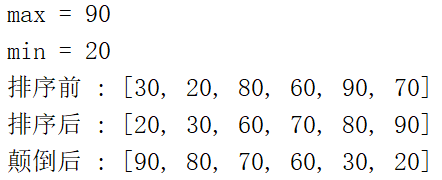 max = 90
min = 20
排序前 : [30, 20, 80, 60, 90, 70]
排序后 : [20, 30, 60, 70, 80, 90]
颠倒后 : [90, 80, 70, 60, 30, 20]